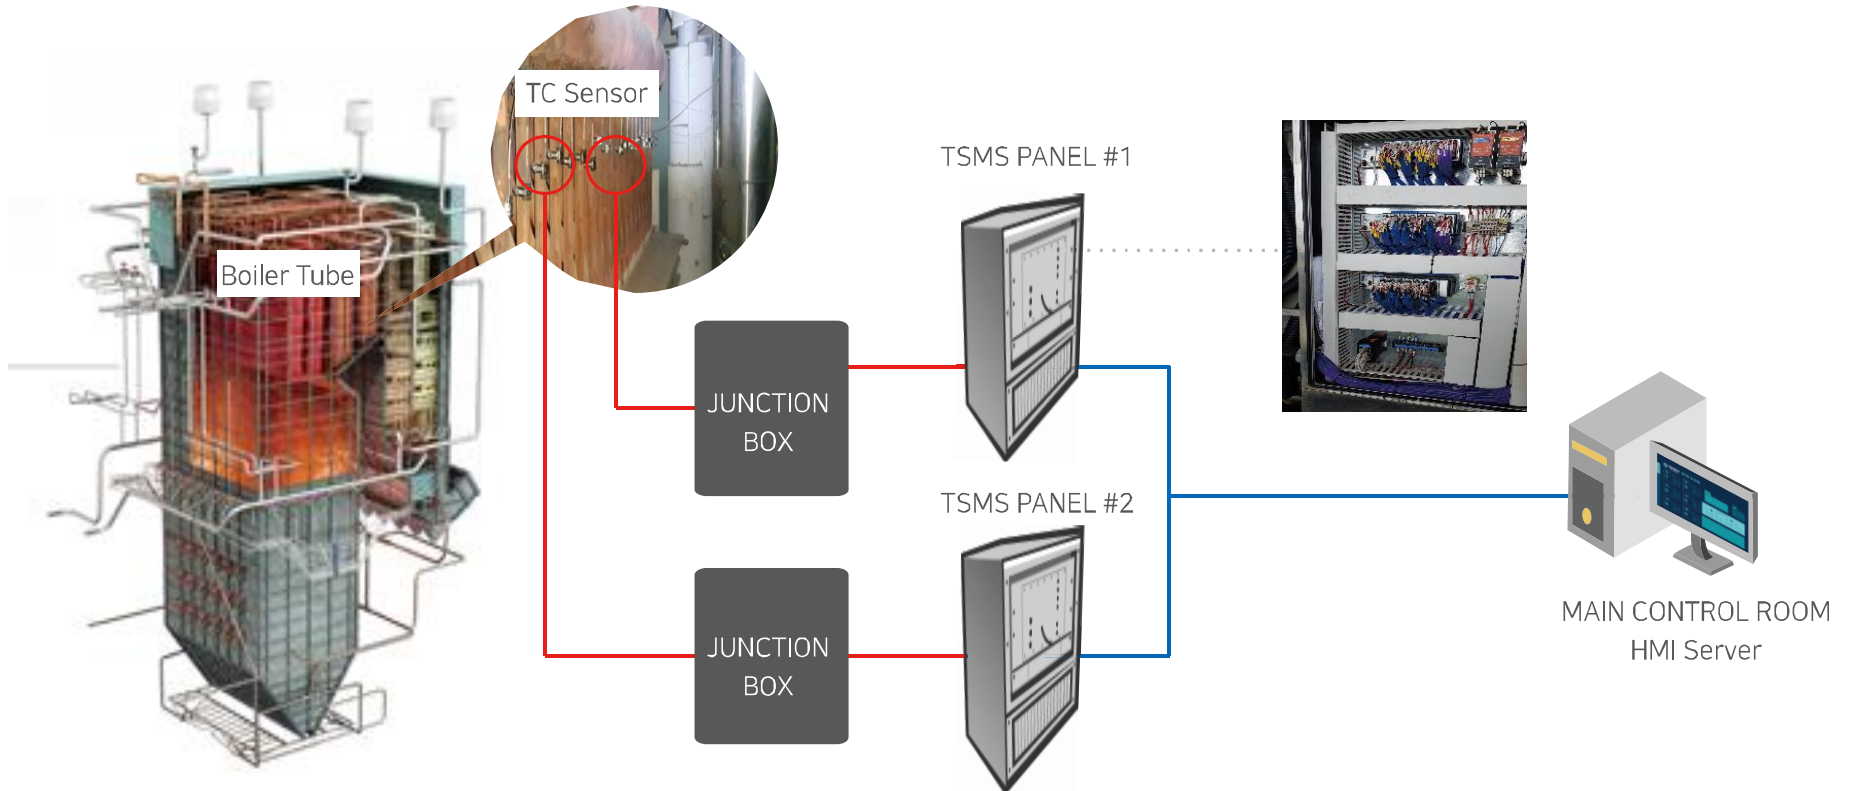 TC Sensor
Boiler Tube
TSMS PANEL #1
JUNCTION
BOX
TSMS PANEL #2
JUNCTION
BOX
MAIN CONTROL ROOM
HMI Server